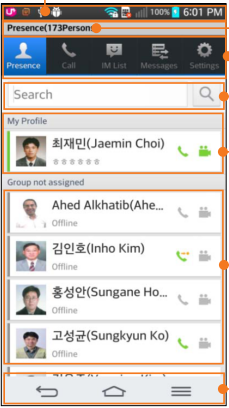 100% 6:01 PM
Presence(173Person
Presence Call IM List Messages Settings
Search
My Profile
최재민(Jaemin Choi)
Group not assigned
Ahed Alkhatib(Ahe...
Offline
김인호(Inho Kim)
Offline
홍성안(Sungane Ho...
Offline
고성균(Sungkyun Ko)
Offline